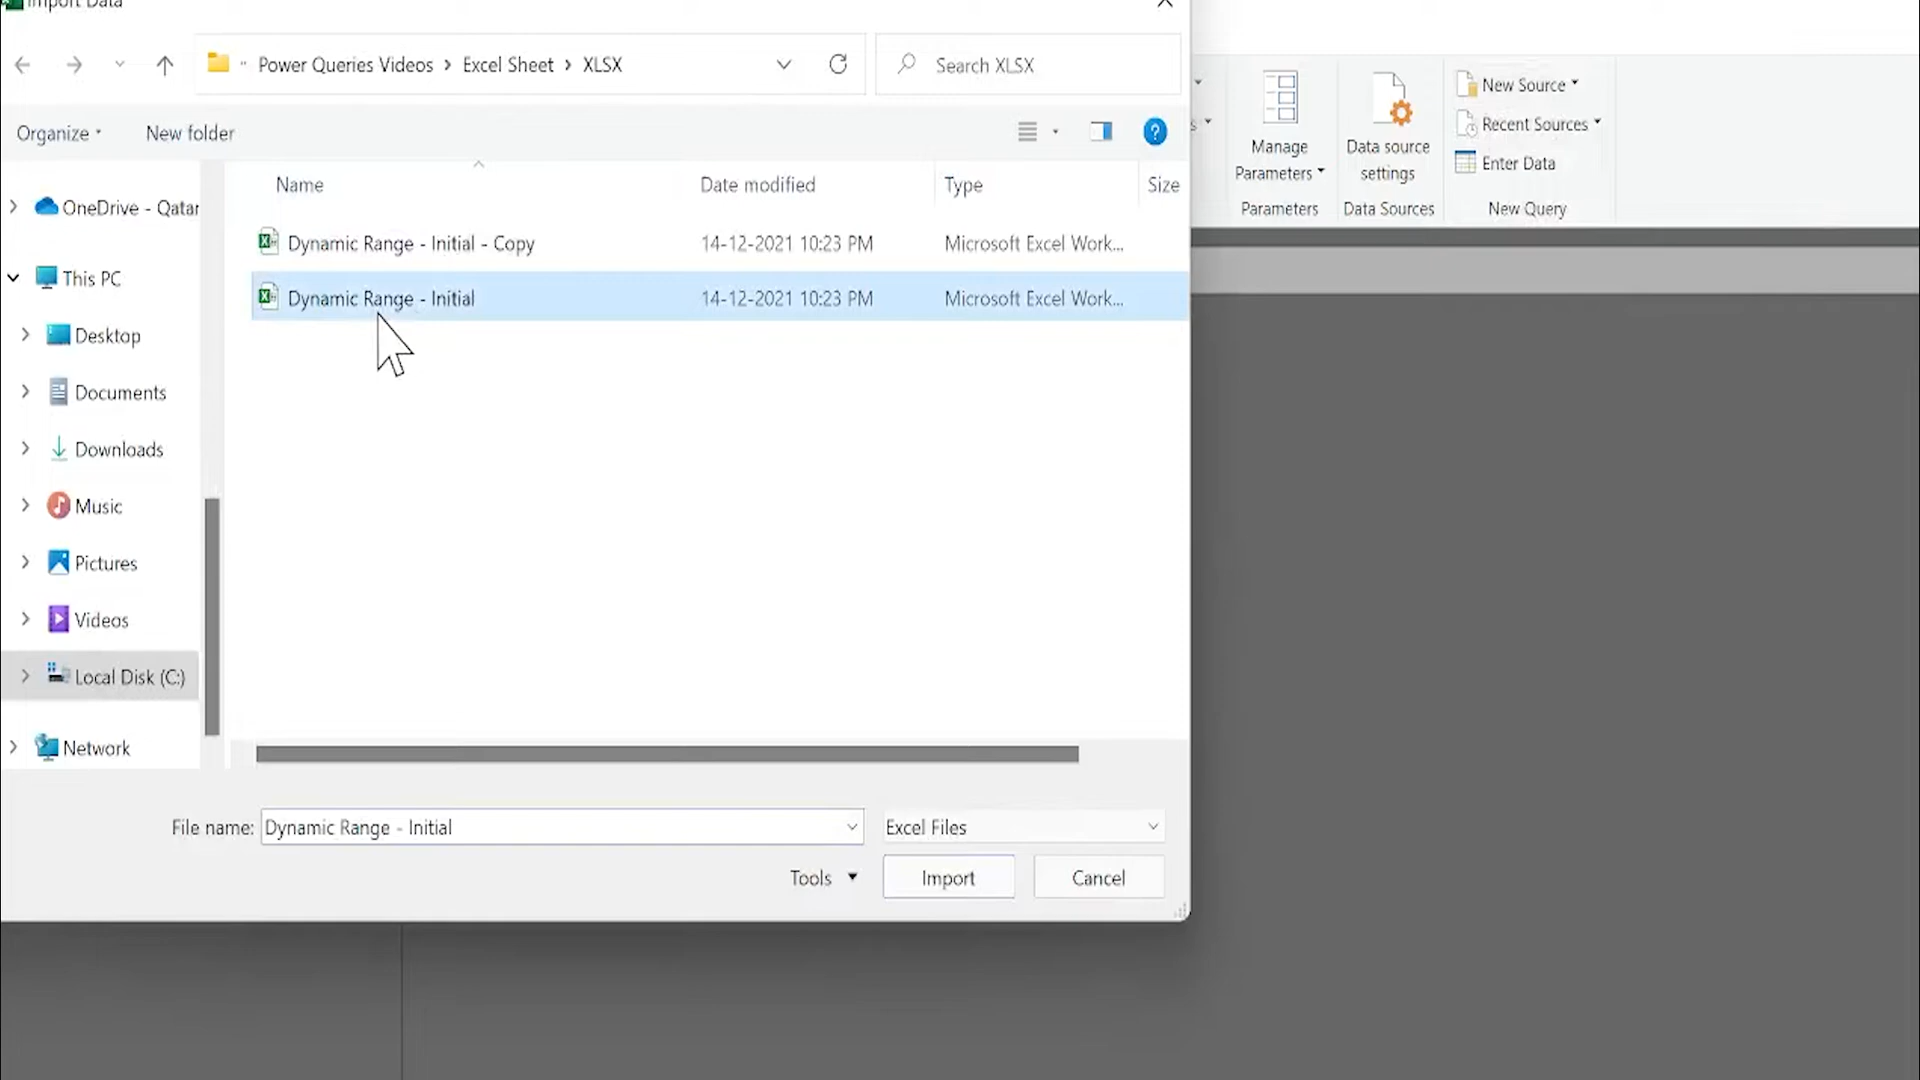 Import Data
Power Queries Videos > Excel Sheet > XLSX
Search XLSX
Organize
New folder
Name
Date modified
Type
Size
OneDrive - Qatar
Dynamic Range - Initial - Copy
14-12-2021 10:23 PM
Microsoft Excel Work...
Dynamic Range - Initial
14-12-2021 10:23 PM
Microsoft Excel Work...
This PC
Desktop
Documents
Downloads
Music
Pictures
Videos
Local Disk (C:)
Network
File name:
Dynamic Range - Initial
Excel Files
Tools
Import
Cancel
Manage
Parameters
Parameters
Data source
settings
Data Sources
New Source
Recent Sources
Enter Data
New Query